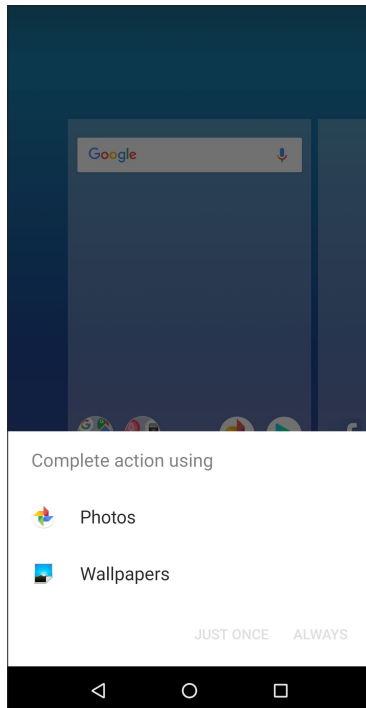 Google
Complete action using
Photos
Wallpapers
JUST ONCE ALWAYS